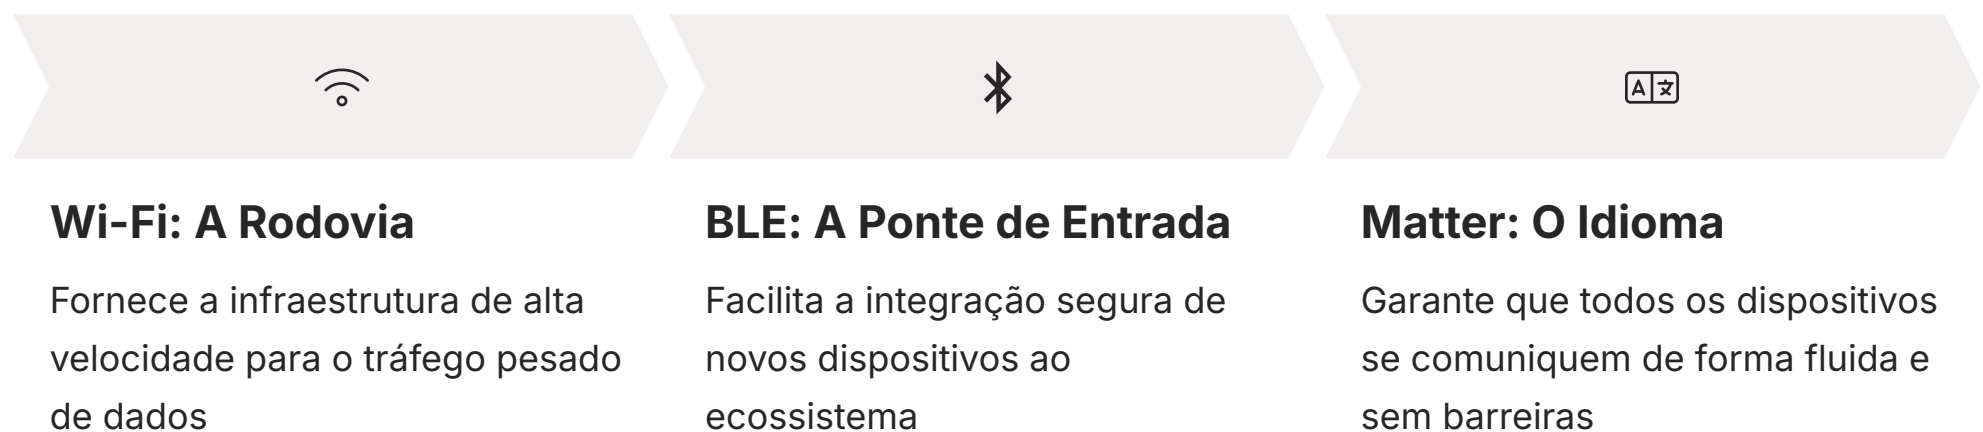 Wi-Fi: A Rodovia
Fornece a infraestrutura de alta
velocidade para o tráfego pesado
de dados
BLE: A Ponte de Entrada
Facilita a integração segura de
novos dispositivos ao
ecossistema
Matter: O Idioma
Garante que todos os dispositivos
se comuniquem de forma fluida e
sem barreiras